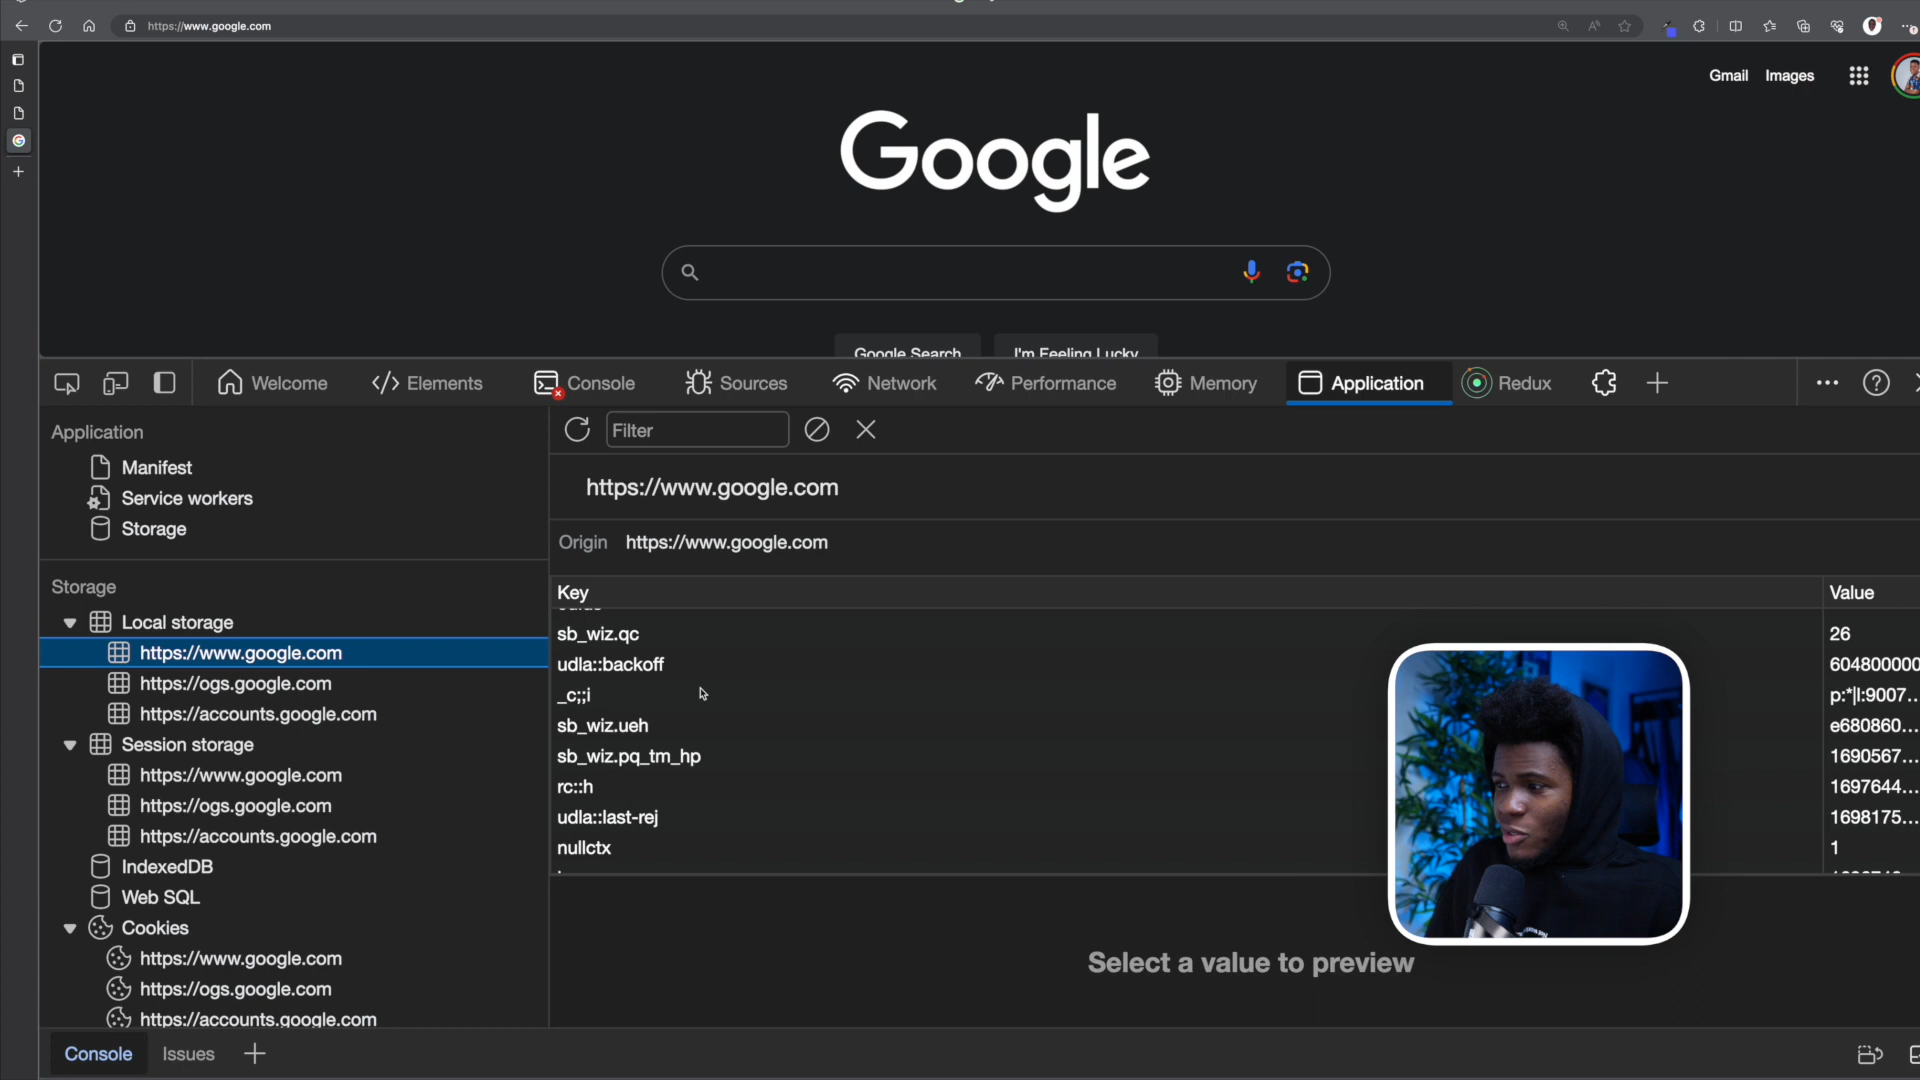 https://www.google.com
Gmail Images
Google
Google Search I'm Feeling Lucky
Welcome Elements Console Sources Network Performance Memory Application Redux
Application
Filter
Manifest
Service workers
Storage
https://www.google.com
Origin https://www.google.com
Storage
Key Value
Local storage
https://www.google.com
https://ogs.google.com
https://accounts.google.com
Session storage
https://www.google.com
https://ogs.google.com
https://accounts.google.com
IndexedDB
Web SQL
Cookies
https://www.google.com
https://ogs.google.com
https://accounts.google.com
sb_wiz.qc 26
udla::backoff 604800000
_c;;i p:*|l:9007...
sb_wiz.ueh e680860...
sb_wiz.pq_tm_hp 1690567...
rc::h 1697644...
udla::last-rej 1698175...
nullctx 1
Select a value to preview
Console Issues